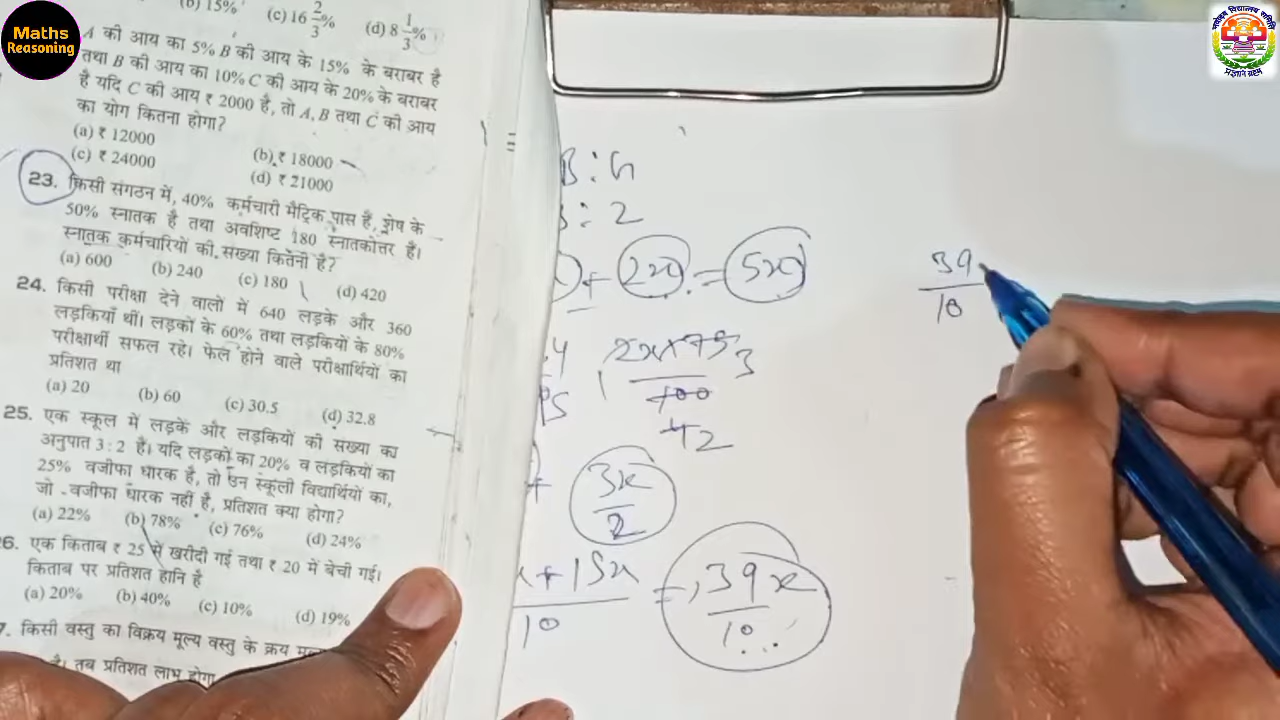 Maths
Reasoning
(b) 15%
(c) 16 2/3%
(d) 8 1/3%
A की आय का 5% B की आय के 15% के बराबर है
तथा B की आय का 10% C की आय के 20% के बराबर
है यदि C की आय ₹ 2000 है, तो A, B तथा C की आय
का योग कितना होगा?
(a) ₹ 12000
(b) ₹ 18000
(c) ₹ 24000
(d) ₹ 21000
23. किसी संगठन में, 40% कर्मचारी मैट्रिक पास हैं, शेष के
50% स्नातक है तथा अवशिष्ट 180 स्नातकोत्तर हैं।
स्नातक कर्मचारियों की संख्या कितनी है?
(a) 600 (b) 240 (c) 180 (d) 420
24. किसी परीक्षा देने वालों में 640 लड़के और 360
लड़कियाँ थीं। लड़कों के 60% तथा लड़कियों के 80%
परीक्षार्थी सफल रहे। फेल होने वाले परीक्षार्थियों का
प्रतिशत था
(a) 20 (b) 60 (c) 30.5 (d) 32.8
25. एक स्कूल में लड़के और लड़कियों की संख्या का
अनुपात 3 : 2 है। यदि लड़कों का 20% व लड़कियों का
25% वजीफा धारक है, तो उन स्कूली विद्यार्थियों का,
जो वजीफा धारक नहीं है, प्रतिशत क्या होगा?
(a) 22% (b) 78% (c) 76% (d) 24%
26. एक किताब ₹ 25 में खरीदी गई तथा ₹ 20 में बेची गई।
किताब पर प्रतिशत हानि है
(a) 20% (b) 40% (c) 10% (d) 19%
7. किसी वस्तु का विक्रय मूल्य वस्तु के क्रय
है। तब प्रतिशत लाभ होगा
B : G
: 2
+ 2x = 5x
100
+ 3x/2
x + 15x
10
= 39x/10
39
10